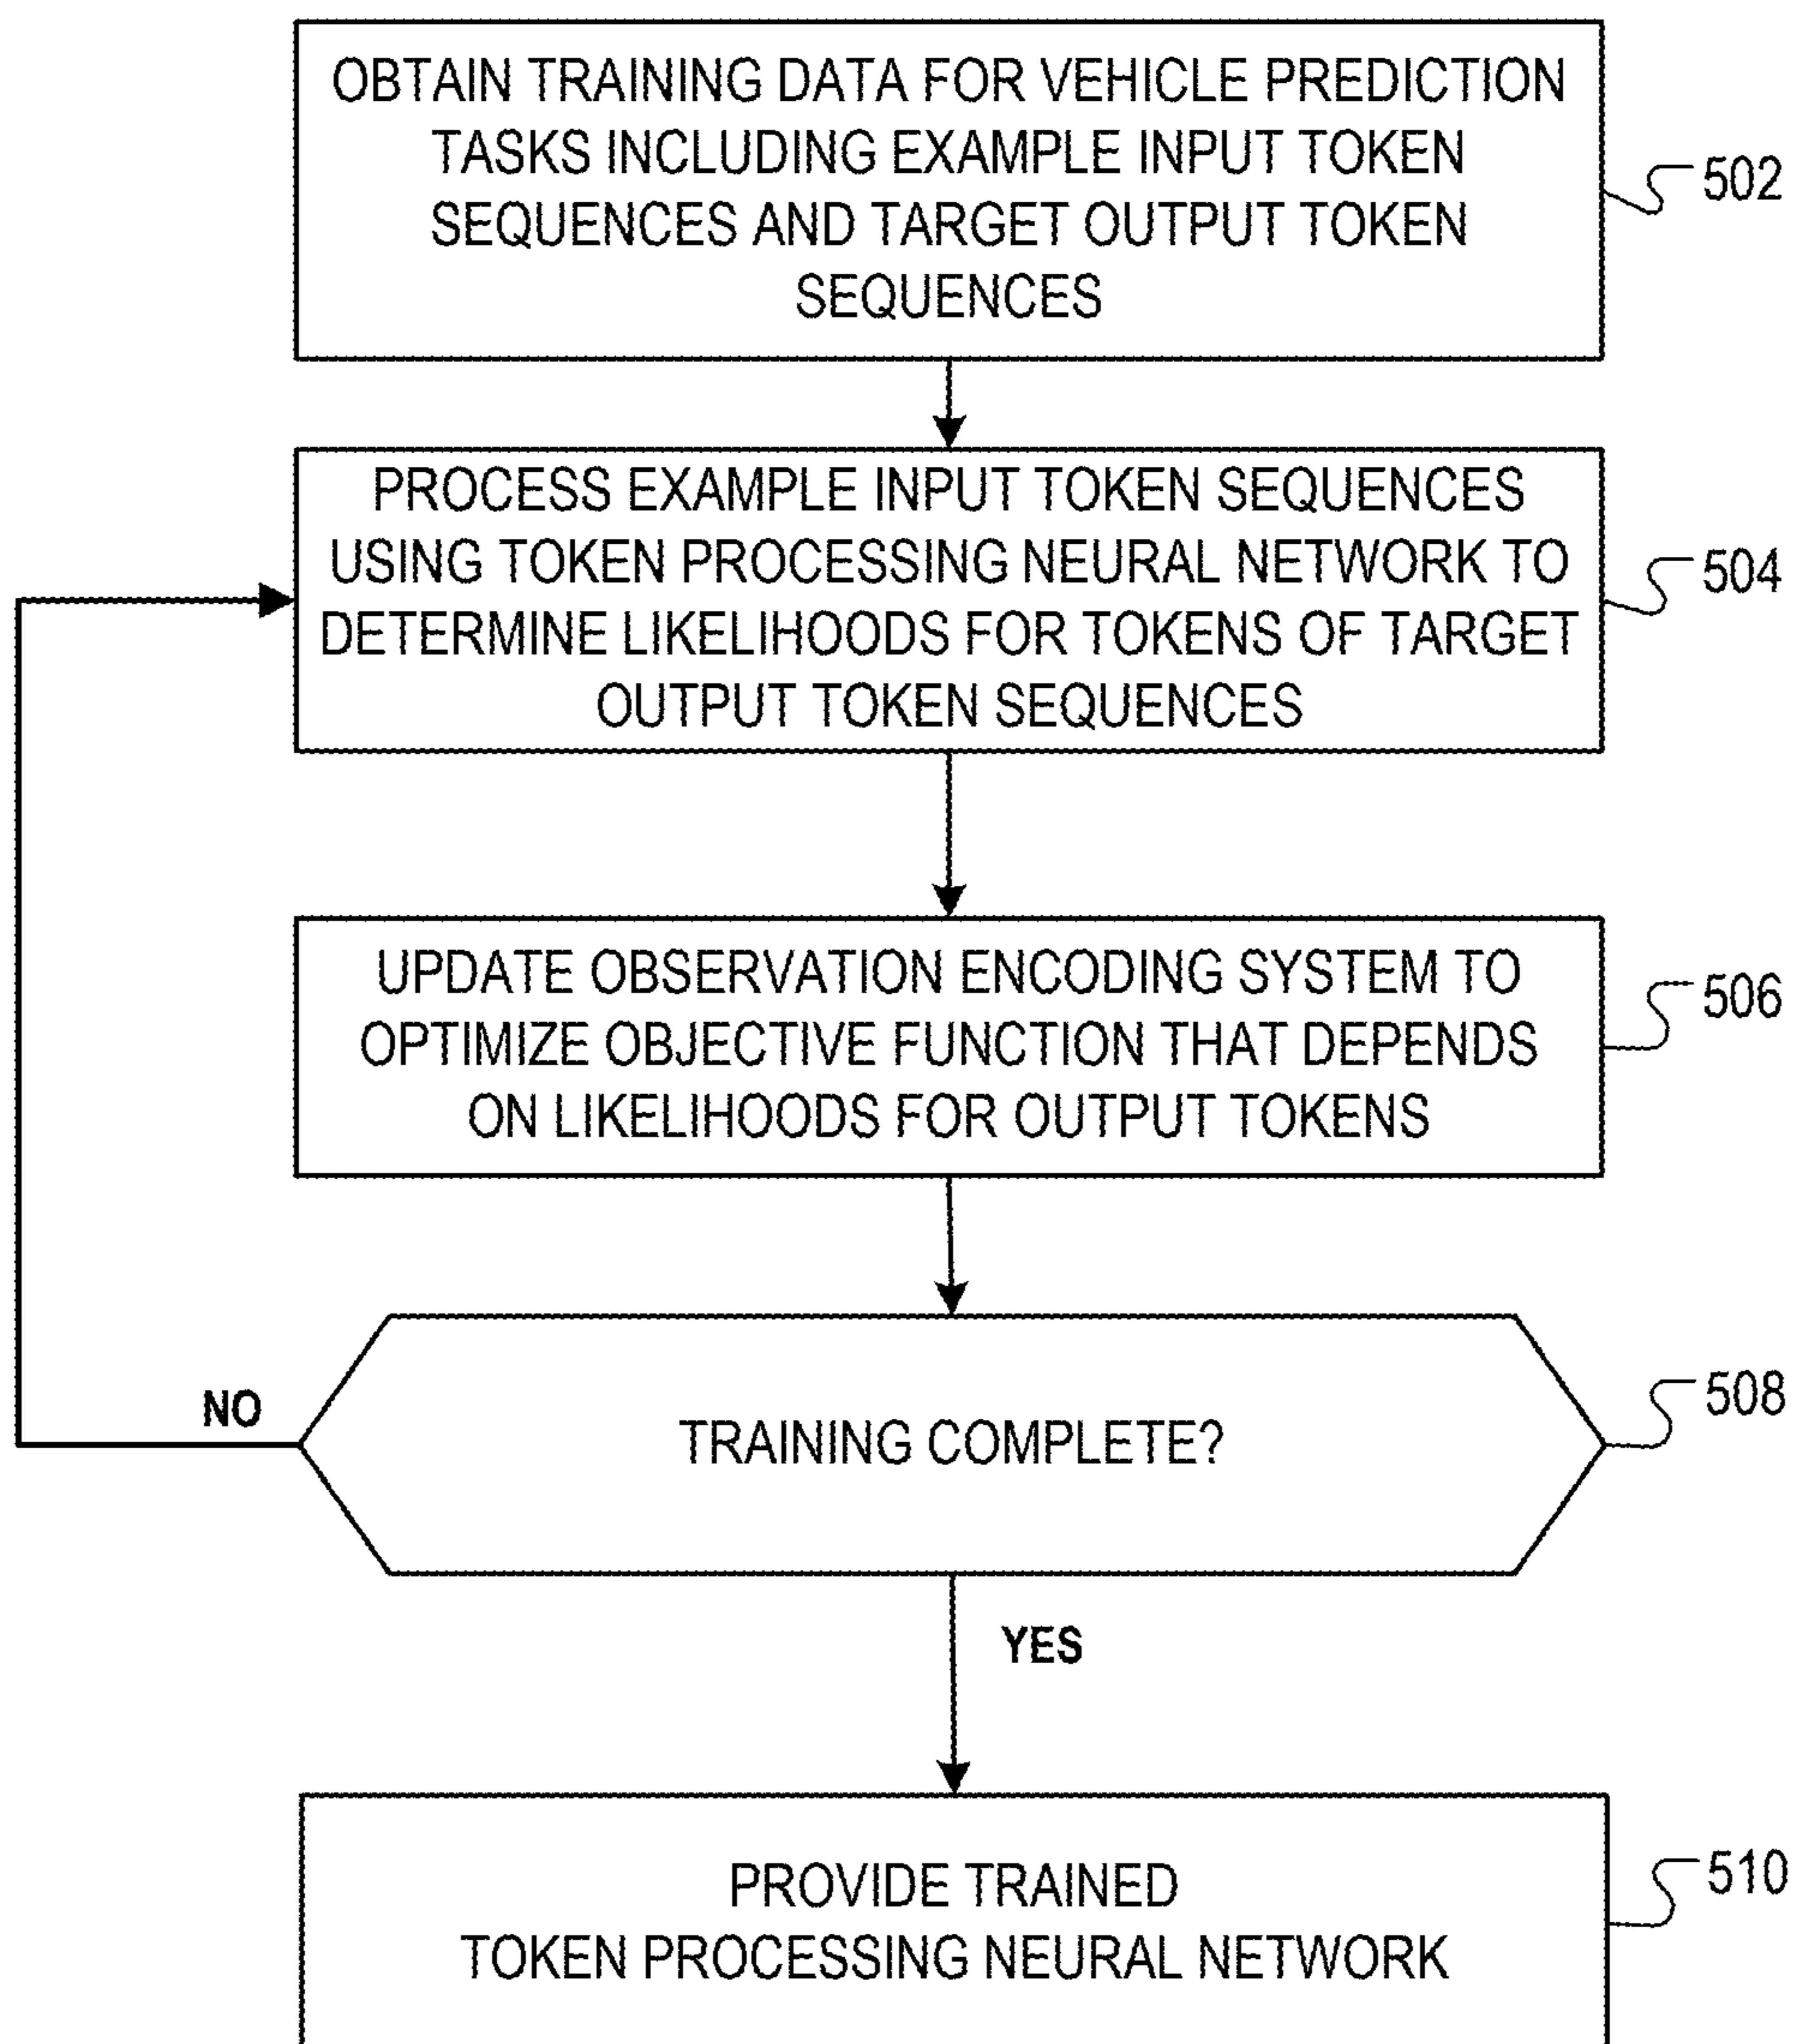 OBTAIN TRAINING DATA FOR VEHICLE PREDICTION
TASKS INCLUDING EXAMPLE INPUT TOKEN
SEQUENCES AND TARGET OUTPUT TOKEN
SEQUENCES
502
PROCESS EXAMPLE INPUT TOKEN SEQUENCES
USING TOKEN PROCESSING NEURAL NETWORK TO
DETERMINE LIKELIHOODS FOR TOKENS OF TARGET
OUTPUT TOKEN SEQUENCES
504
UPDATE OBSERVATION ENCODING SYSTEM TO
OPTIMIZE OBJECTIVE FUNCTION THAT DEPENDS
ON LIKELIHOODS FOR OUTPUT TOKENS
506
NO
TRAINING COMPLETE?
508
YES
PROVIDE TRAINED
TOKEN PROCESSING NEURAL NETWORK
510